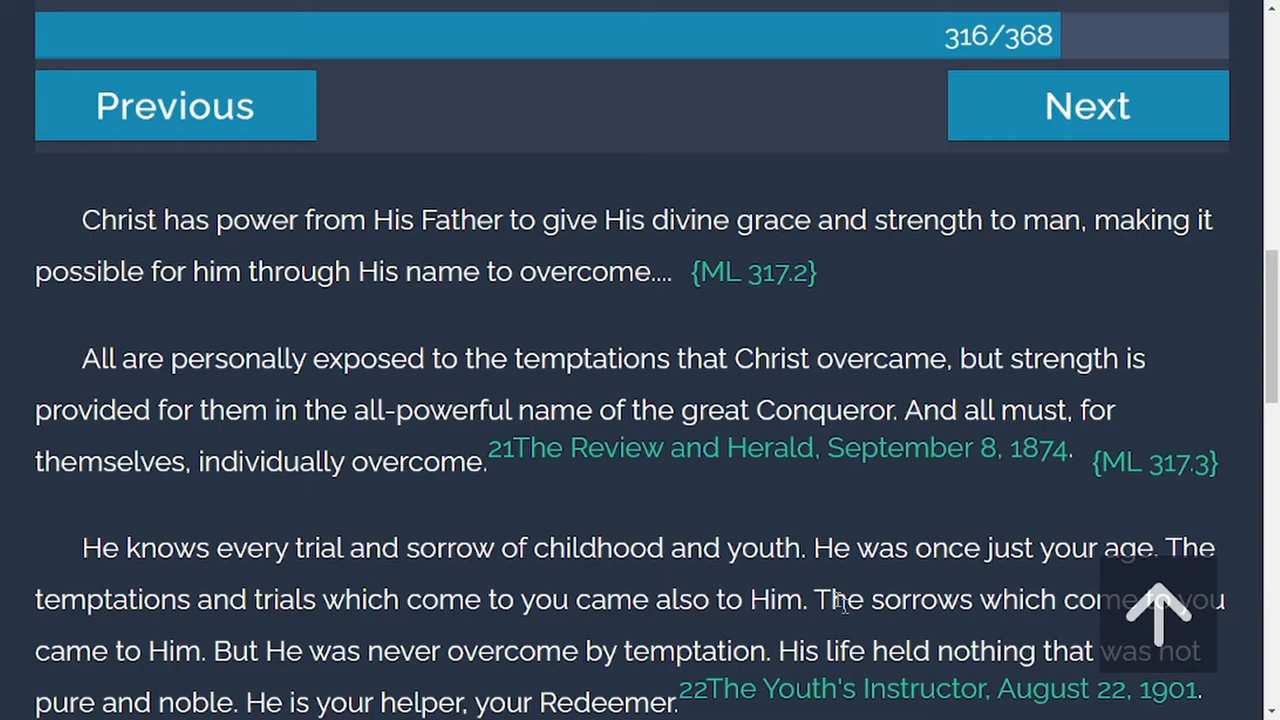 316/368
Previous
Next
Christ has power from His Father to give His divine grace and strength to man, making it
possible for him through His name to overcome.... {ML 317.2}
All are personally exposed to the temptations that Christ overcame, but strength is
provided for them in the all-powerful name of the great Conqueror. And all must, for
themselves, individually overcome.21The Review and Herald, September 8, 1874. {ML 317.3}
He knows every trial and sorrow of childhood and youth. He was once just your age. The
temptations and trials which come to you came also to Him. The sorrows which come to you
came to Him. But He was never overcome by temptation. His life held nothing that was not
pure and noble. He is your helper, your Redeemer.22The Youth's Instructor, August 22, 1901.